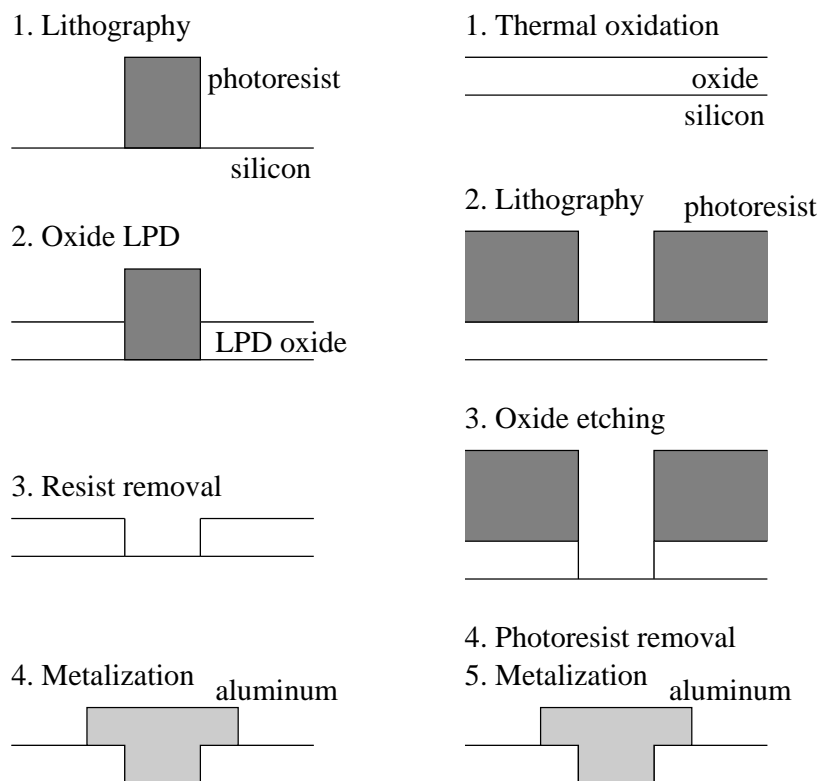 1. Lithography
photoresist
silicon
2. Oxide LPD
LPD oxide
3. Resist removal
4. Metalization
aluminum
1. Thermal oxidation
oxide
silicon
2. Lithography
photoresist
3. Oxide etching
4. Photoresist removal
5. Metalization
aluminum